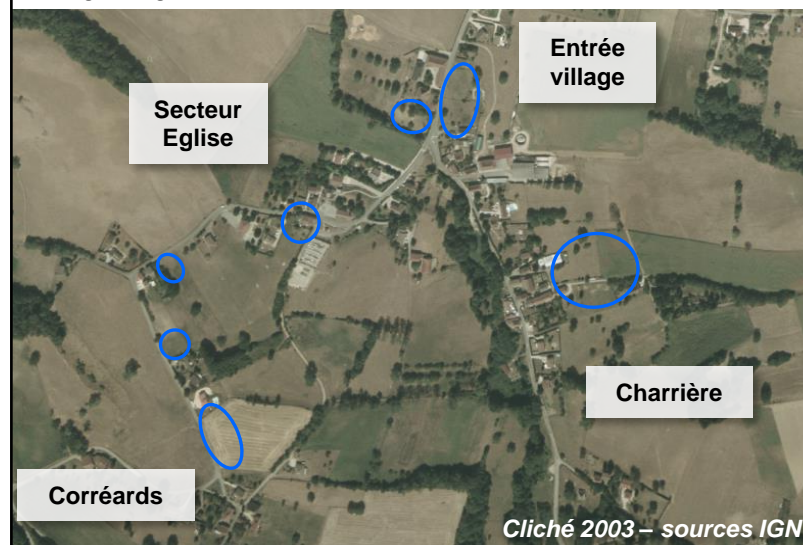 Entrée
village
Secteur
Eglise
Charrière
Corréards
Cliché 2003 – sources IGN